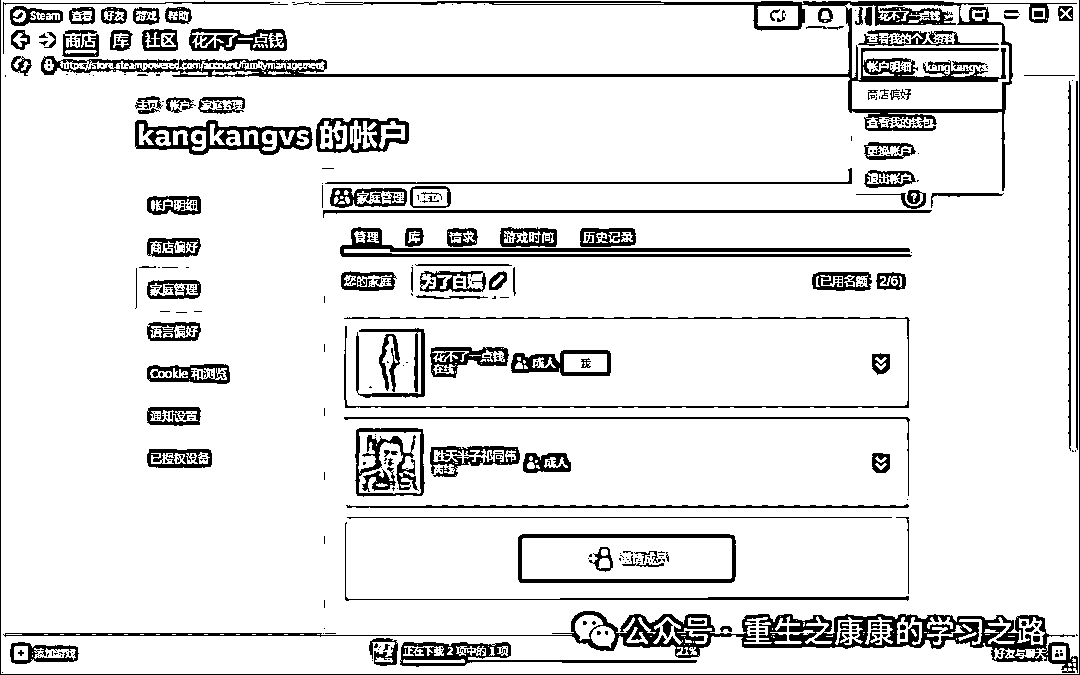 Steam 查看 好友 游戏 帮助
花不了一点钱
商店 库 社区 花不了一点钱
查看我的个人资料
https://store.steampowered.com/account/familymanagement
帐户明细: kangkangvs
商店偏好
查看我的钱包
更换帐户
退出帐户
主页 帐户 家庭管理
kangkangvs 的帐户
帐户明细
商店偏好
家庭管理
语言偏好
Cookie 和浏览
通知设置
已授权设备
家庭管理 BETA
管理 库 请求 游戏时间 历史记录
您的家庭 为了白嫖 (已用名额: 2/6)
花不了一点钱 成人 我
在线
胜天半子祁同伟 成人
离线
邀请成员
公众号 · 重生之康康的学习之路
添加游戏
正在下载 2 项中的 1 项
21%
好友与聊天